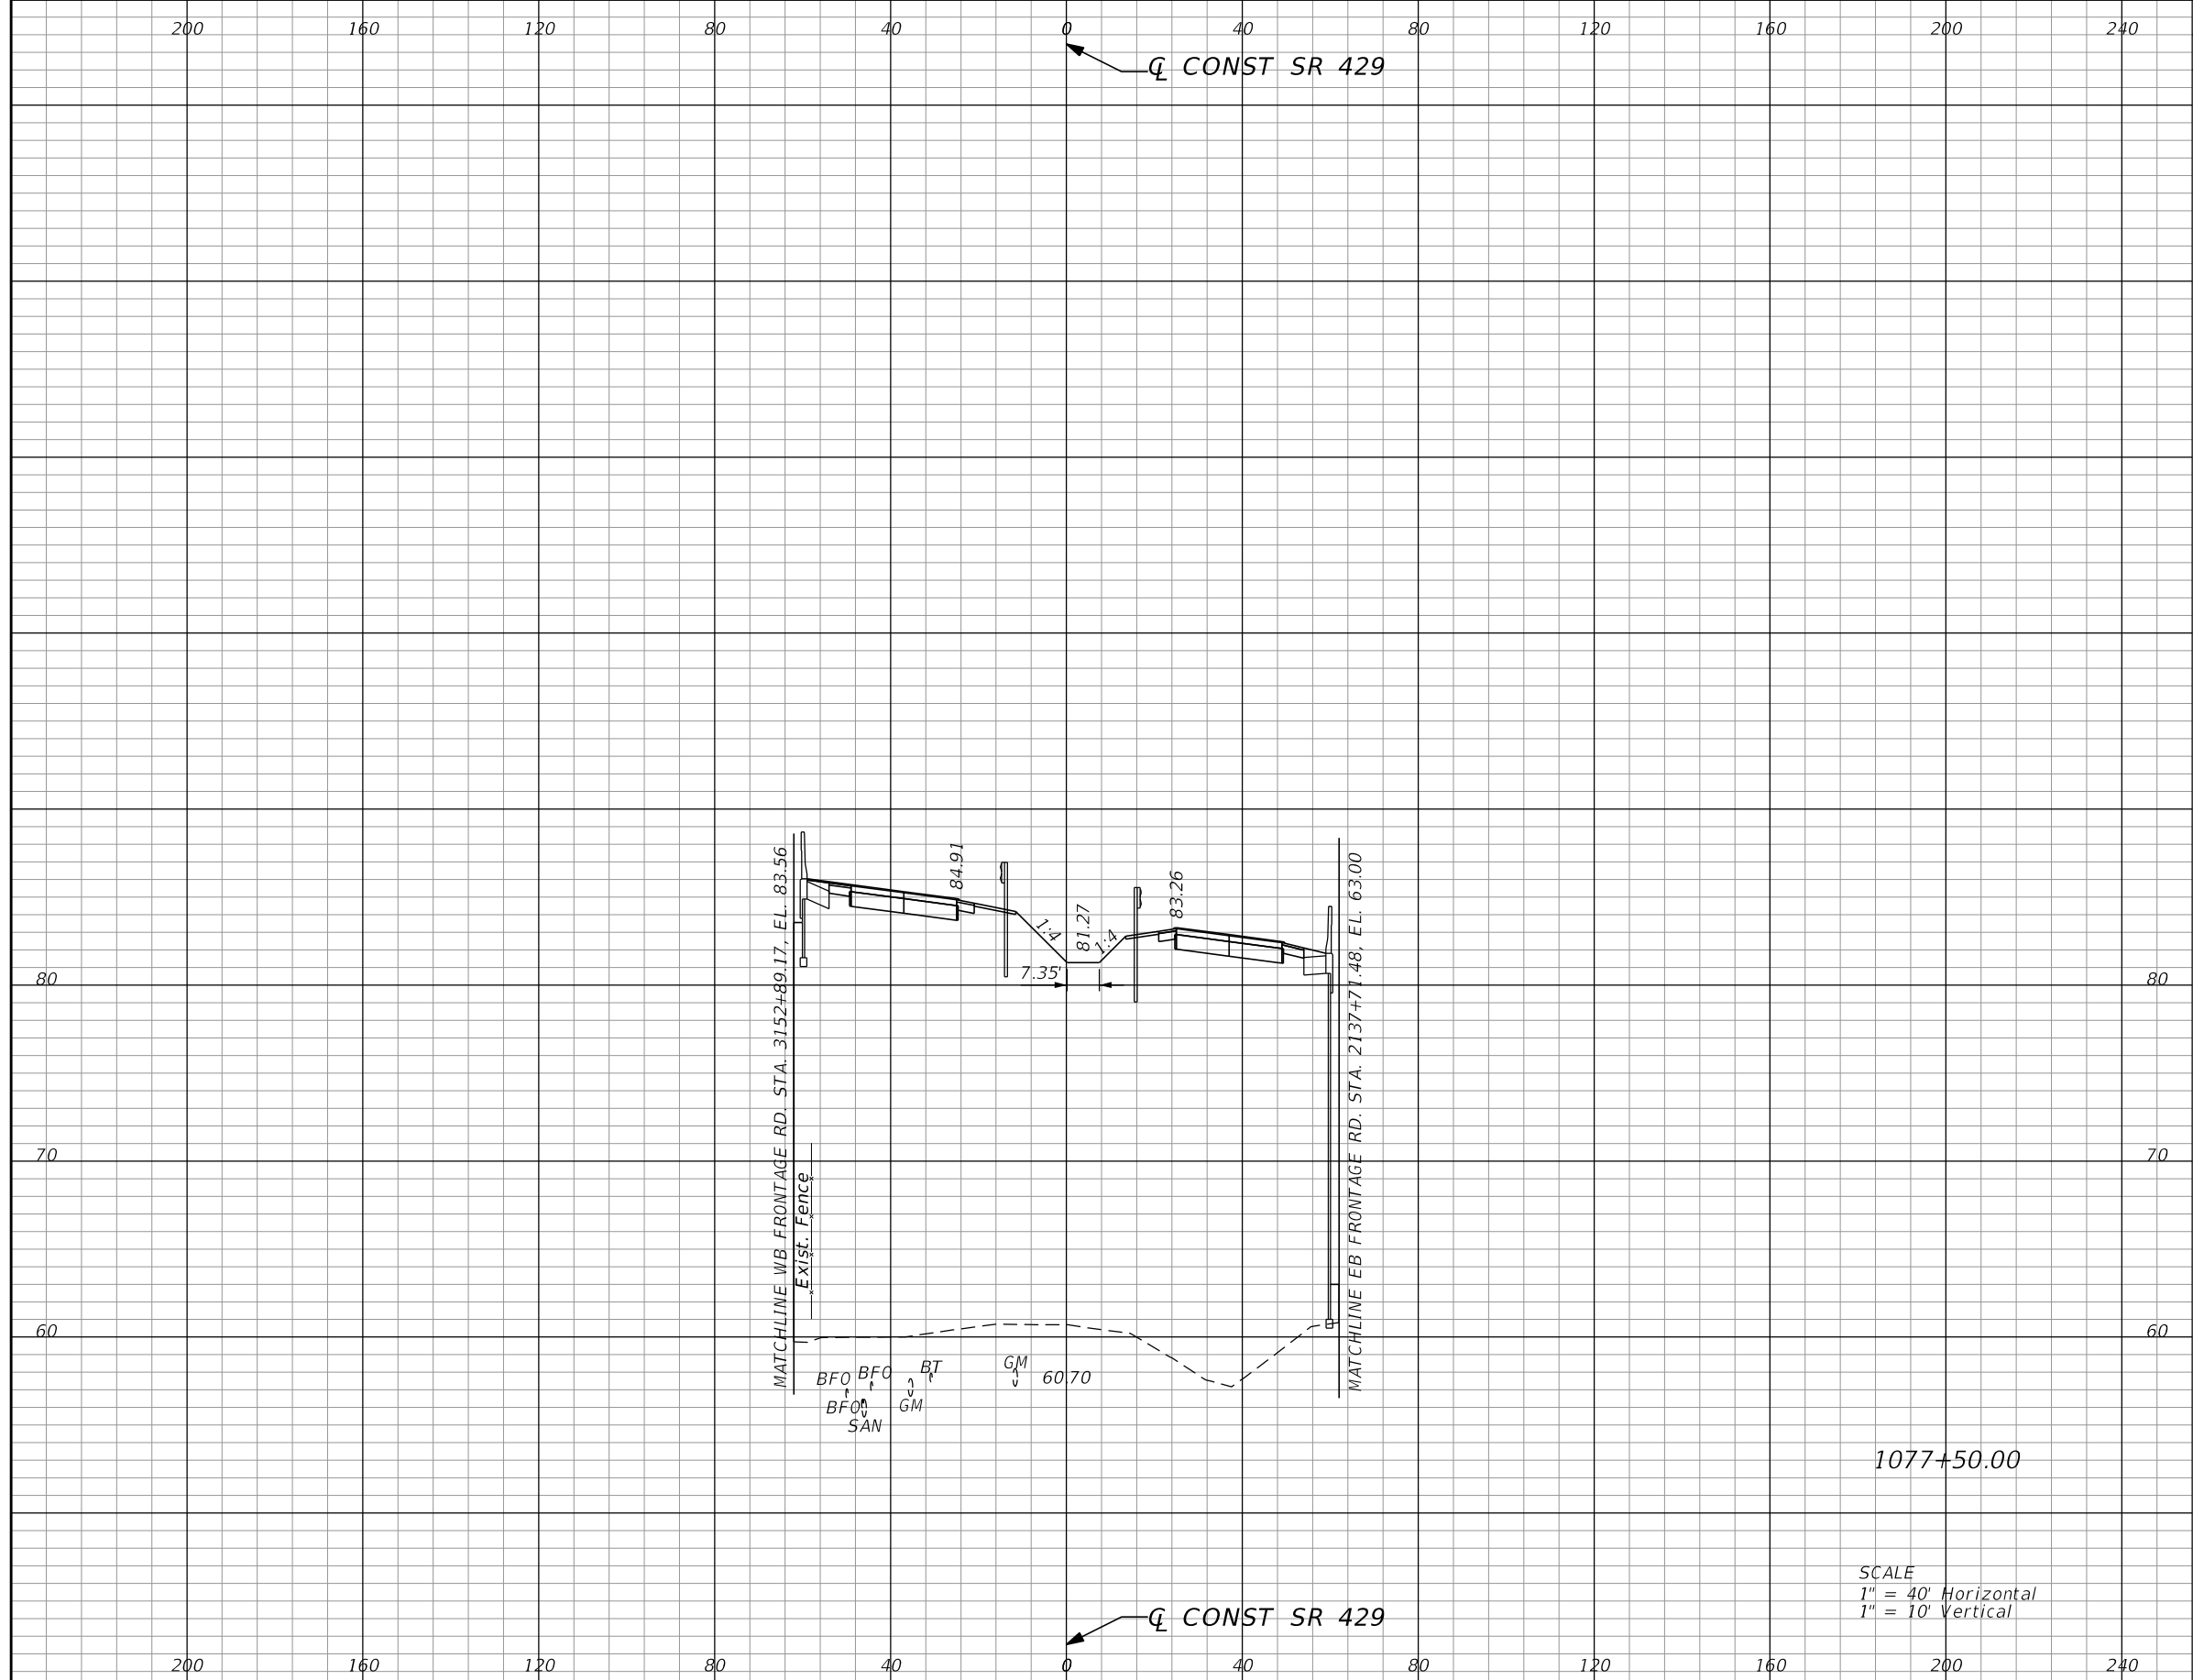 200 160 120 80 40 0 40 80 120 160 200 240
℄ CONST SR 429
MATCHLINE WB FRONTAGE RD. STA. 3152+89.17, EL. 83.56
84.91
1:4
81.27
1:4
83.26
MATCHLINE EB FRONTAGE RD. STA. 2137+71.48, EL. 63.00
7.35'
80 80
70 70
Exist. Fence
60 60
BFO BFO BT GM
60.70
BFO GM
SAN
1077+50.00
SCALE
1" = 40' Horizontal
1" = 10' Vertical
℄ CONST SR 429
200 160 120 80 40 0 40 80 120 160 200 240